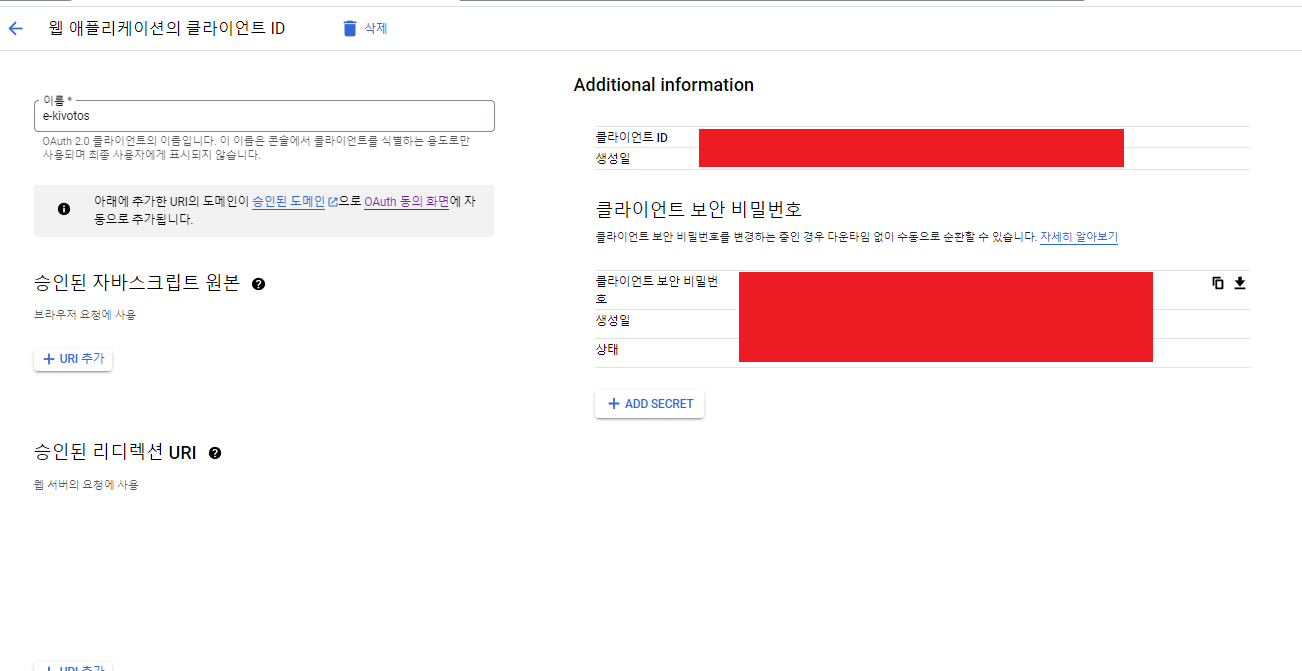 웹 애플리케이션의 클라이언트 ID
삭제
이름 *
e-kivotos
OAuth 2.0 클라이언트의 이름입니다. 이 이름은 콘솔에서 클라이언트를 식별하는 용도로만
사용되며 최종 사용자에게 표시되지 않습니다.
아래에 추가한 URI의 도메인이 승인된 도메인으로 OAuth 동의 화면에 자
동으로 추가됩니다.
승인된 자바스크립트 원본
브라우저 요청에 사용
URI 추가
승인된 리디렉션 URI
웹 서버의 요청에 사용
URI 추가
Additional information
클라이언트 ID
생성일
클라이언트 보안 비밀번호
클라이언트 보안 비밀번호를 변경하는 중인 경우 다운타임 없이 수동으로 순환할 수 있습니다. 자세히 알아보기
클라이언트 보안 비밀번
호
생성일
상태
ADD SECRET